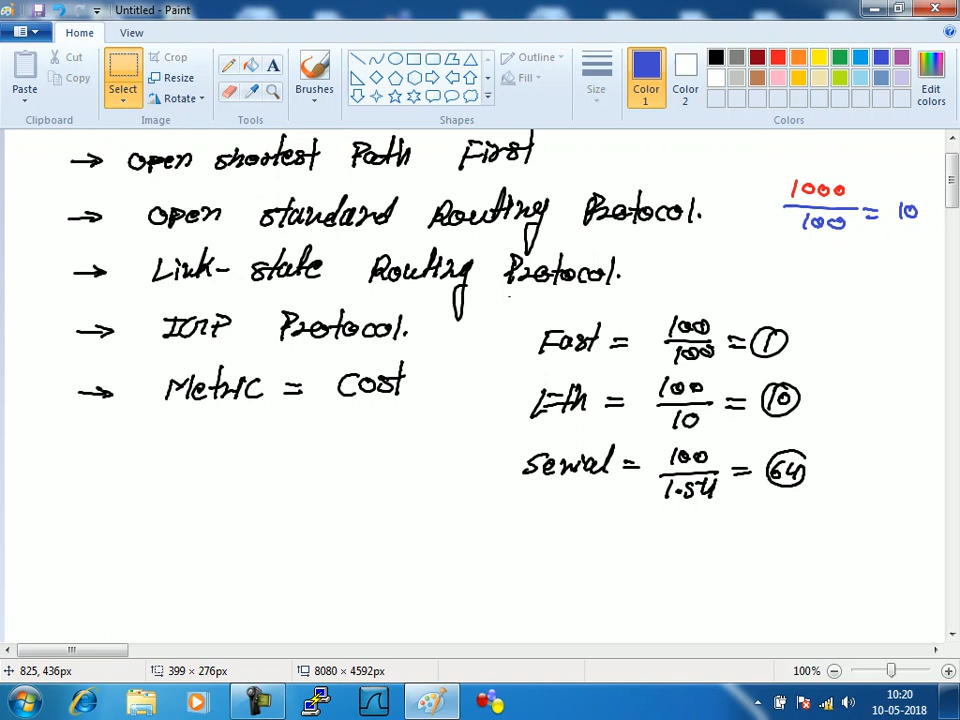 Untitled - Paint
Home View
Paste
Cut
Copy
Clipboard
Select
Crop
Resize
Rotate
Image
A
Tools
Brushes
Shapes
Outline
Fill
Size
Color 1
Color 2
Colors
Edit colors
→ open shortest Path First
→ open standard Routing Protocol.
1000/100 = 10
→ Link-state Routing Protocol.
→ IGP Protocol.
Fast = 100/100 = 1
→ Metric = Cost
Eth = 100/10 = 10
Serial = 100/1.54 = 64
825, 436px
399 × 276px
8080 × 4592px
100%
10:20
10-05-2018